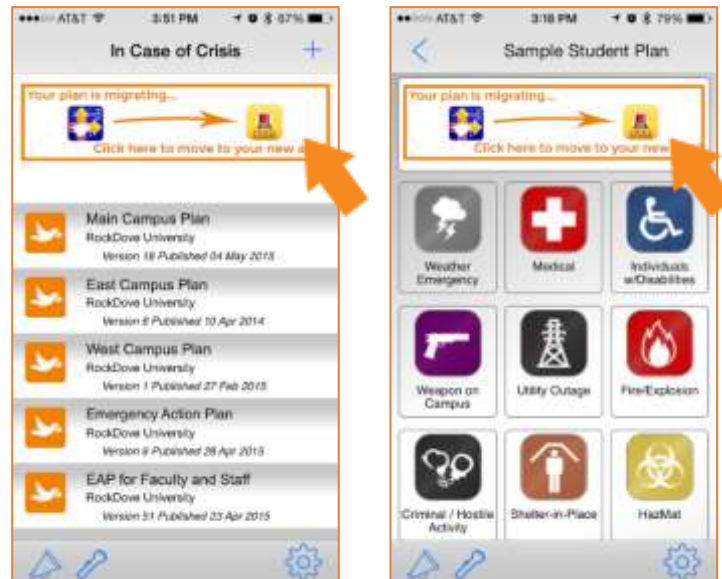 AT&T 3:51 PM 87%
In Case of Crisis
Your plan is migrating...
Click here to move to your new a
Main Campus Plan
RockDove University
Version 18 Published 04 May 2015
East Campus Plan
RockDove University
Version 6 Published 10 Apr 2014
West Campus Plan
RockDove University
Version 1 Published 27 Feb 2015
Emergency Action Plan
RockDove University
Version 9 Published 28 Apr 2015
EAP for Faculty and Staff
RockDove University
Version 51 Published 23 Apr 2015
AT&T 3:18 PM 79%
Sample Student Plan
Your plan is migrating...
Click here to move to your new
Weather
Emergency
Medical
Individuals
w/Disabilities
Weapon on
Campus
Utility Outage
Fire/Explosion
Criminal / Hostile
Activity
Shelter-in-Place
HazMat